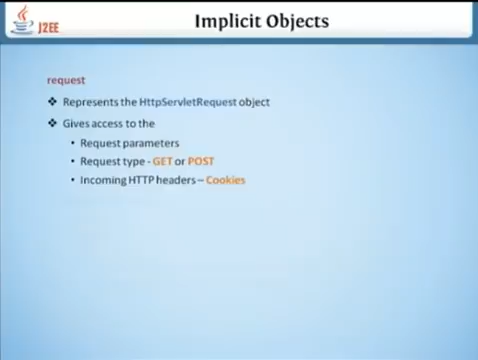 J2EE
Implicit Objects
request
❖ Represents the HttpServletRequest object
❖ Gives access to the
• Request parameters
• Request type - GET or POST
• Incoming HTTP headers – Cookies